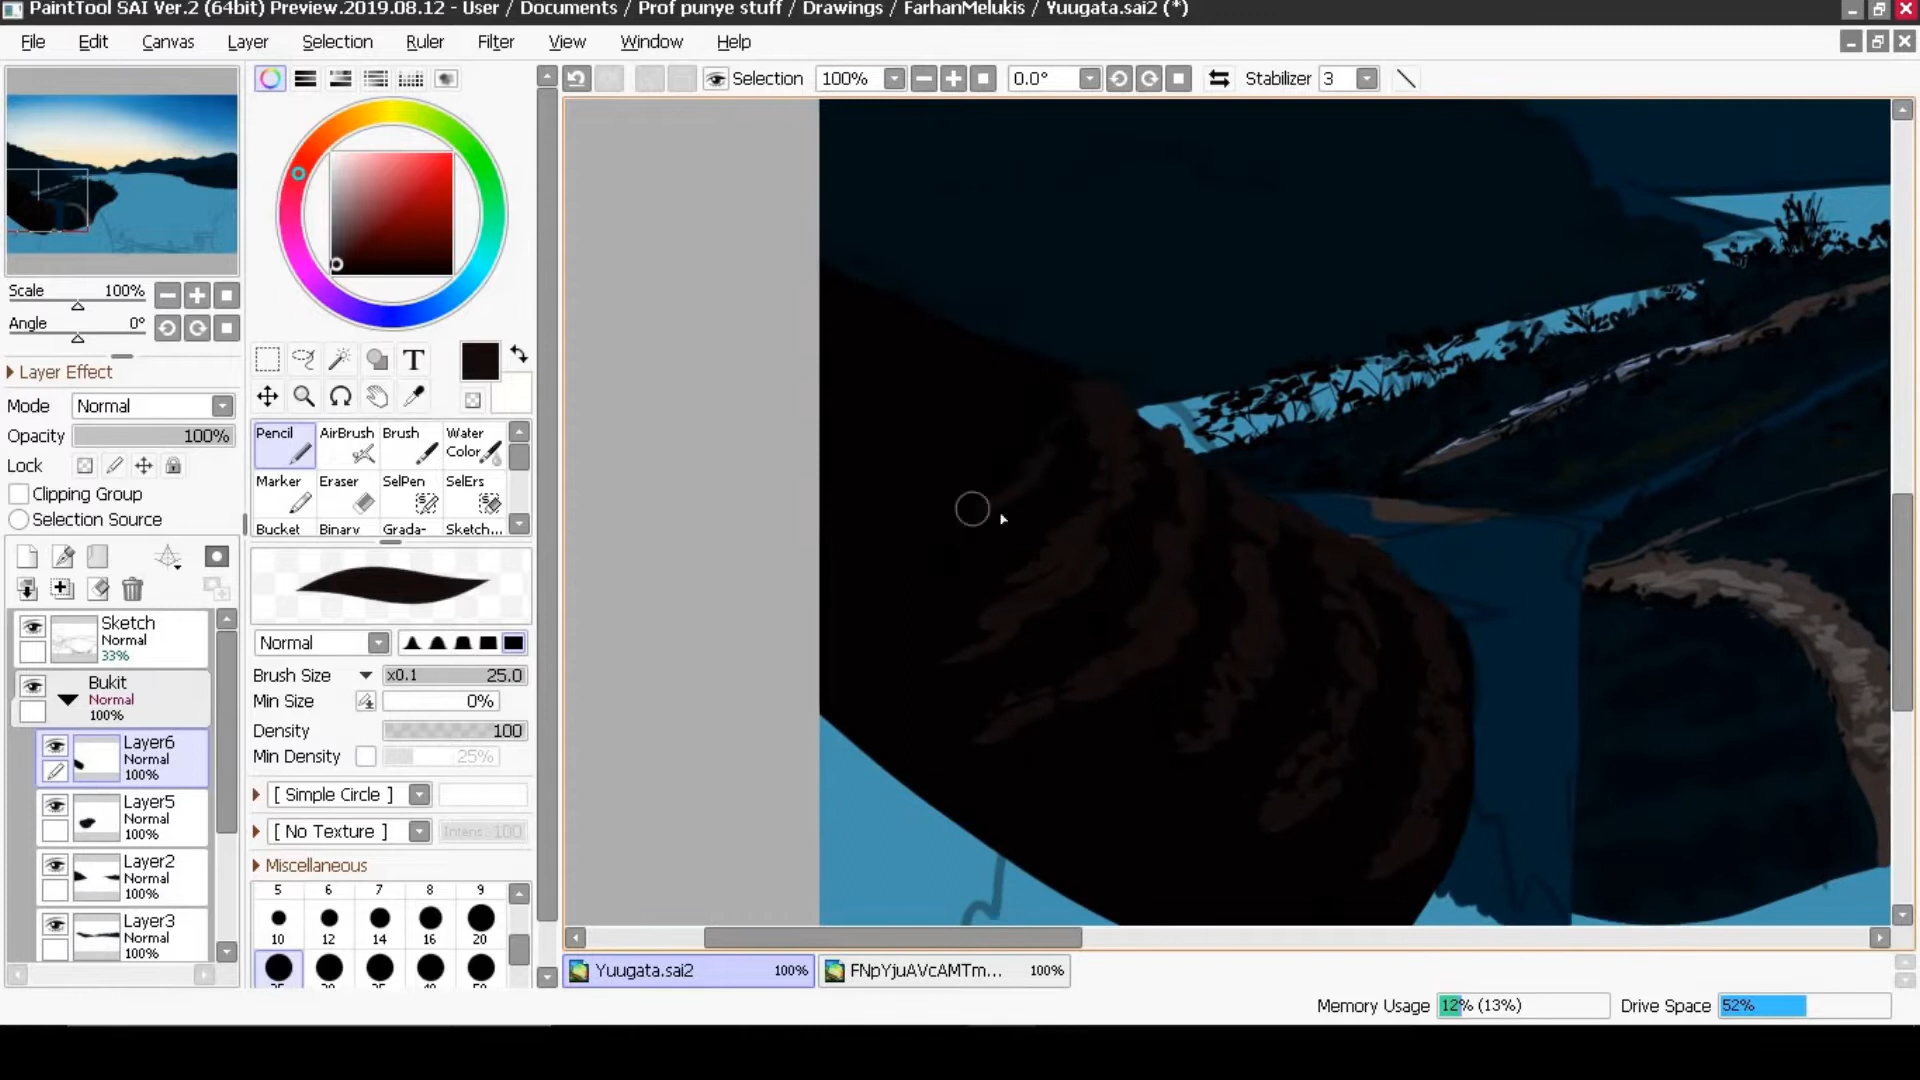 PaintTool SAI Ver.2 (64bit) Preview.2019.08.12 - User / Documents / Prof punye stuff / Drawings / FarhanMelukis / Yuugata.sai2 (*)
File Edit Canvas Layer Selection Ruler Filter View Window Help
Selection 100% 0.0° Stabilizer 3
Scale 100%
Angle 0°
Layer Effect
Mode Normal
Opacity 100%
Lock
Clipping Group
Selection Source
T
Pencil AirBrush Brush Water Color
Marker Eraser SelPen SelErs
Bucket Binary Grada- Sketch...
Normal
Brush Size x0.1 25.0
Min Size 0%
Density 100
Min Density 25%
[ Simple Circle ]
[ No Texture ] Intens. 100
Miscellaneous
5 6 7 8 9
10 12 14 16 20
Sketch
Normal
33%
Bukit
Normal
100%
Layer6
Normal
100%
Layer5
Normal
100%
Layer2
Normal
100%
Layer3
Normal
100%
Yuugata.sai2 100%
FNpYjuAVcAMTm... 100%
Memory Usage 12% (13%) Drive Space 52%